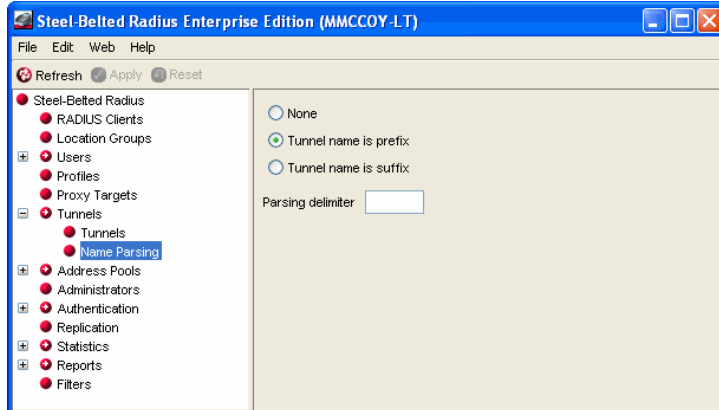 Steel-Belted Radius Enterprise Edition (MMCCOY-LT)
File Edit Web Help
Refresh Apply Reset
Steel-Belted Radius
RADIUS Clients
Location Groups
Users
Profiles
Proxy Targets
Tunnels
Tunnels
Name Parsing
Address Pools
Administrators
Authentication
Replication
Statistics
Reports
Filters
None
Tunnel name is prefix
Tunnel name is suffix
Parsing delimiter